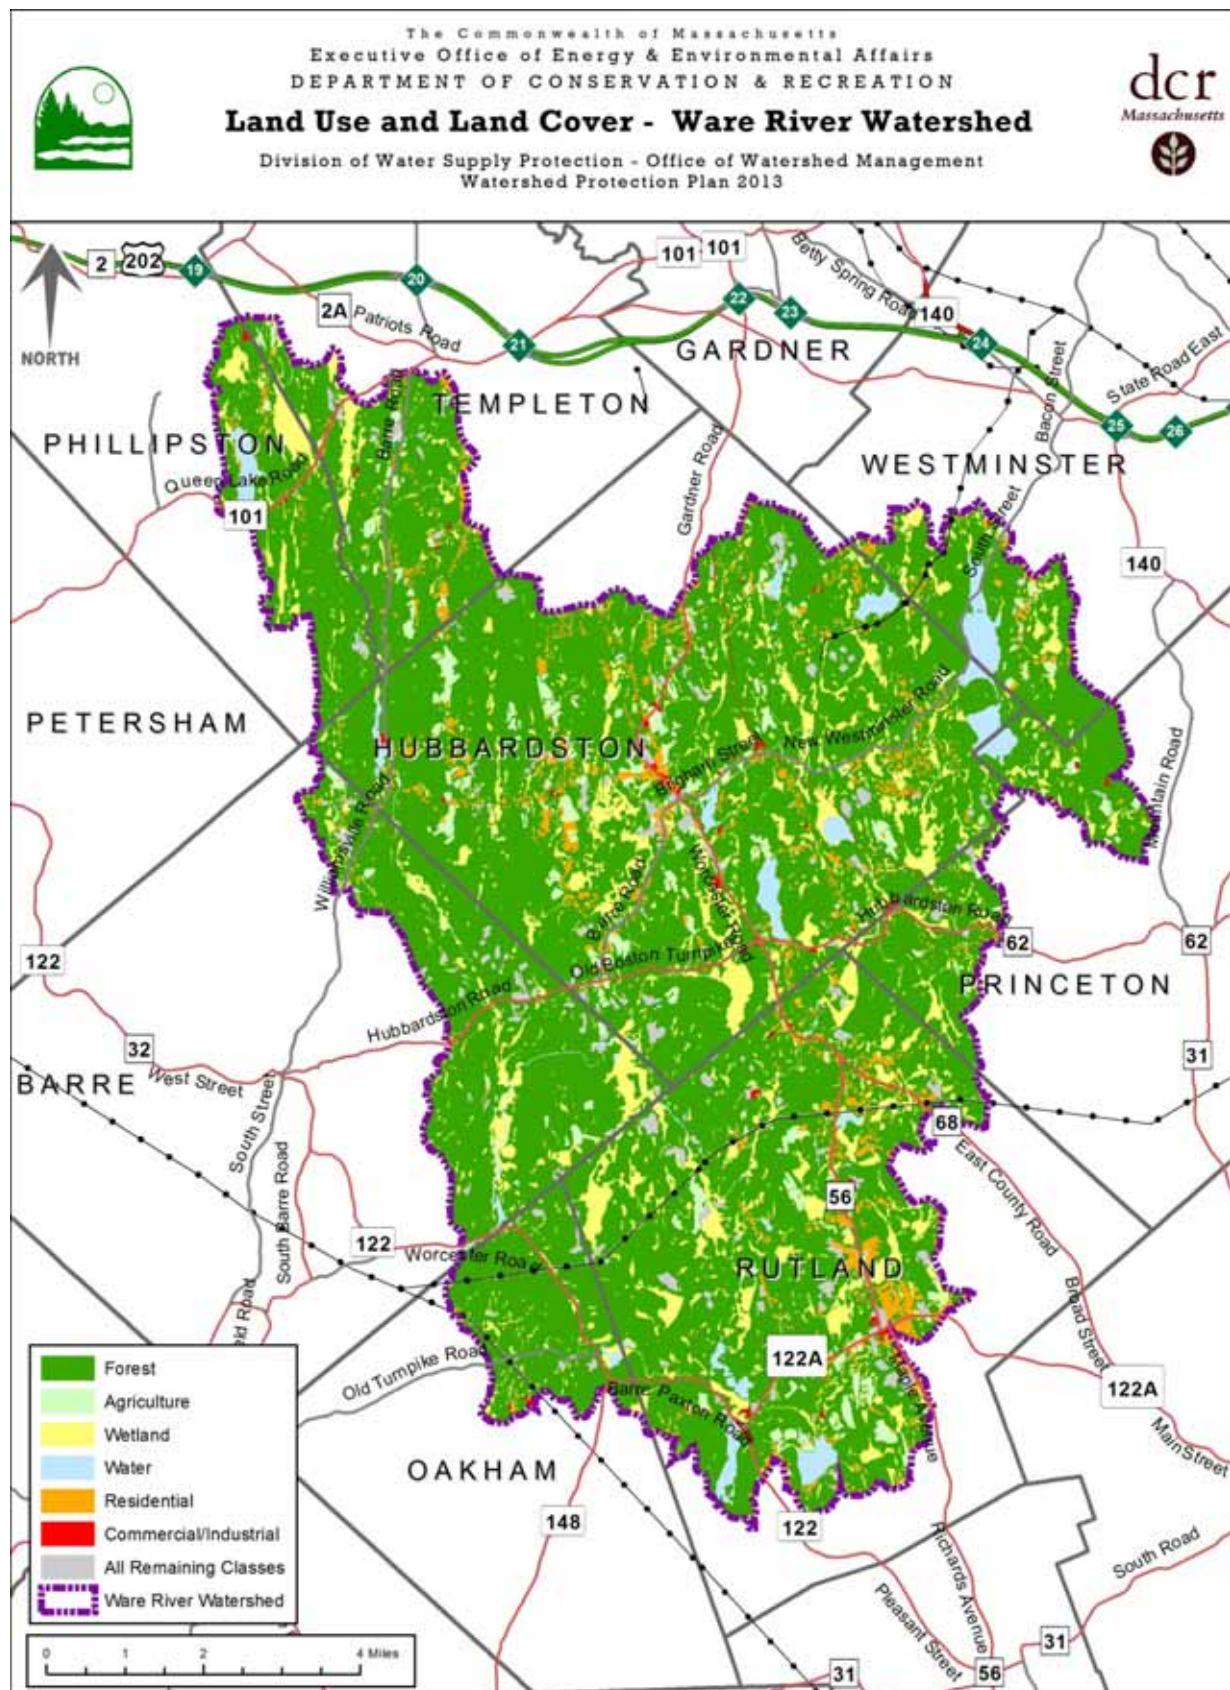 The Commonwealth of Massachusetts
Executive Office of Energy & Environmental Affairs
DEPARTMENT OF CONSERVATION & RECREATION
Land Use and Land Cover - Ware River Watershed
Division of Water Supply Protection - Office of Watershed Management
Watershed Protection Plan 2013
dcr
Massachusetts
NORTH
2
202
19
20
101
101
Betty Spring Road
2A
Patriots Road
21
22
23
140
24
GARDNER
Bacon Street
State Road East
25
26
TEMPLETON
Barre Road
PHILLIPSTON
Queen Lake Road
101
Gardner Road
WESTMINSTER
South Street
140
PETERSHAM
HUBBARDSTON
Brigham Street
New Westminster Road
Mountain Road
Williamsville Road
Worcester Road
Barre Road
Hubbardston Road
62
62
122
Old Boston Turnpike
PRINCETON
Hubbardston Road
32
West Street
BARRE
31
South Street
South Barre Road
68
East County Road
56
122
Worcester Road
RUTLAND
Broad Street
eld Road
Old Turnpike Road
122A
122A
Maple Avenue
Barre Paxton Road
Main Street
OAKHAM
148
122
Richards Avenue
South Road
Pleasant Street
31
31
56
Forest
Agriculture
Wetland
Water
Residential
Commercial/Industrial
All Remaining Classes
Ware River Watershed
0 1 2 4 Miles